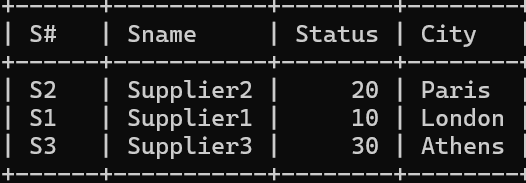 +------+-----------+--------+--------
| S#   | Sname     | Status | City
+------+-----------+--------+--------
| S2   | Supplier2 |     20 | Paris
| S1   | Supplier1 |     10 | London
| S3   | Supplier3 |     30 | Athens
+------+-----------+--------+--------